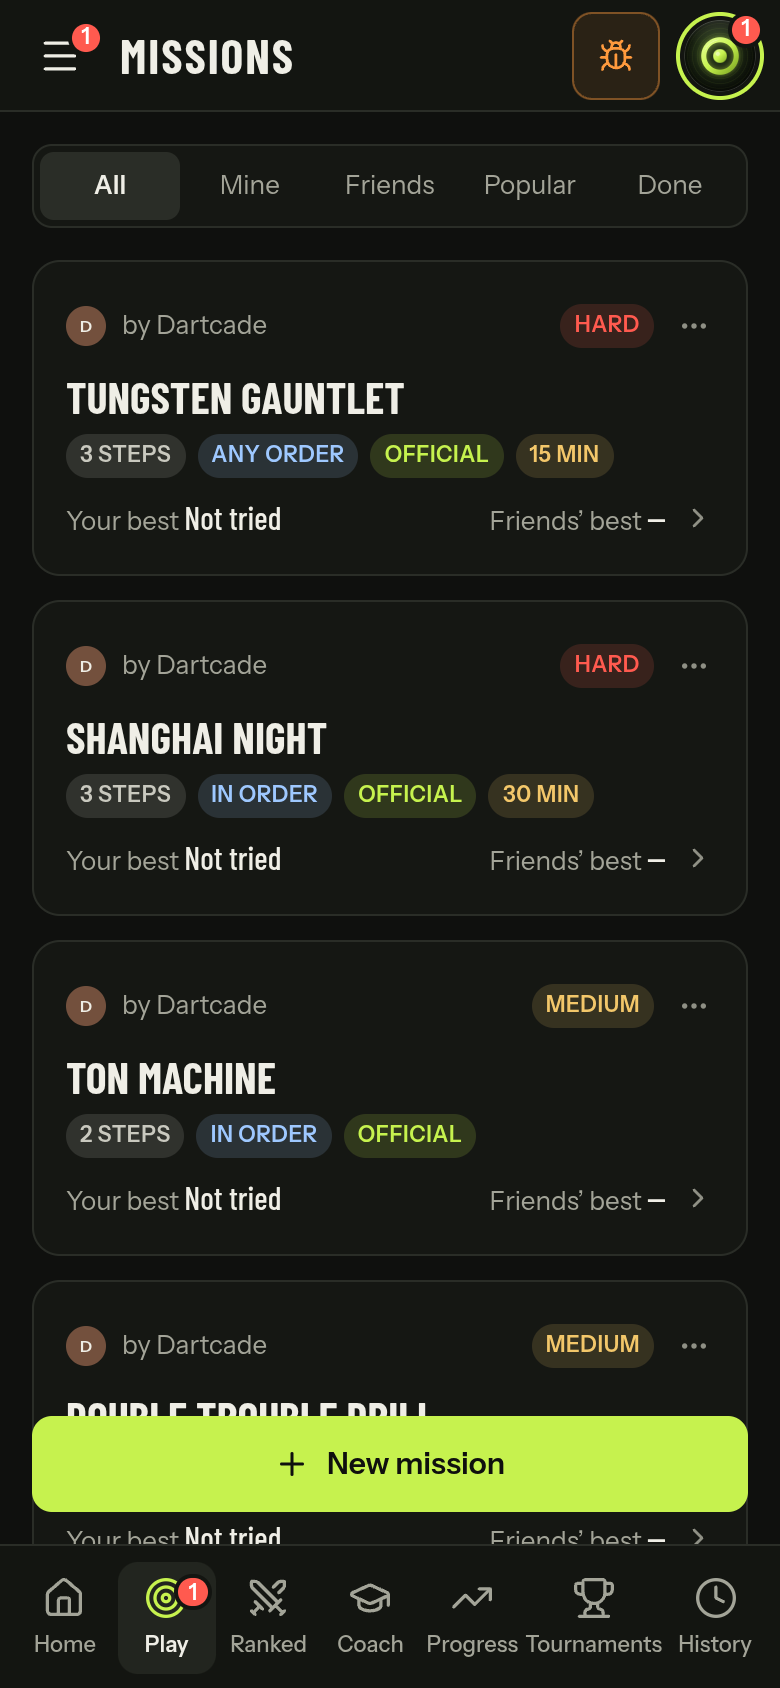 1
MISSIONS
1
All Mine Friends Popular Done
D by Dartcade HARD
TUNGSTEN GAUNTLET
3 STEPS ANY ORDER OFFICIAL 15 MIN
Your best Not tried Friends’ best –
D by Dartcade HARD
SHANGHAI NIGHT
3 STEPS IN ORDER OFFICIAL 30 MIN
Your best Not tried Friends’ best –
D by Dartcade MEDIUM
TON MACHINE
2 STEPS IN ORDER OFFICIAL
Your best Not tried Friends’ best –
D by Dartcade MEDIUM
DOUBLE TROUBLE DRILL
New mission
Your best Not tried Friends’ best –
1
Home Play Ranked Coach Progress Tournaments History